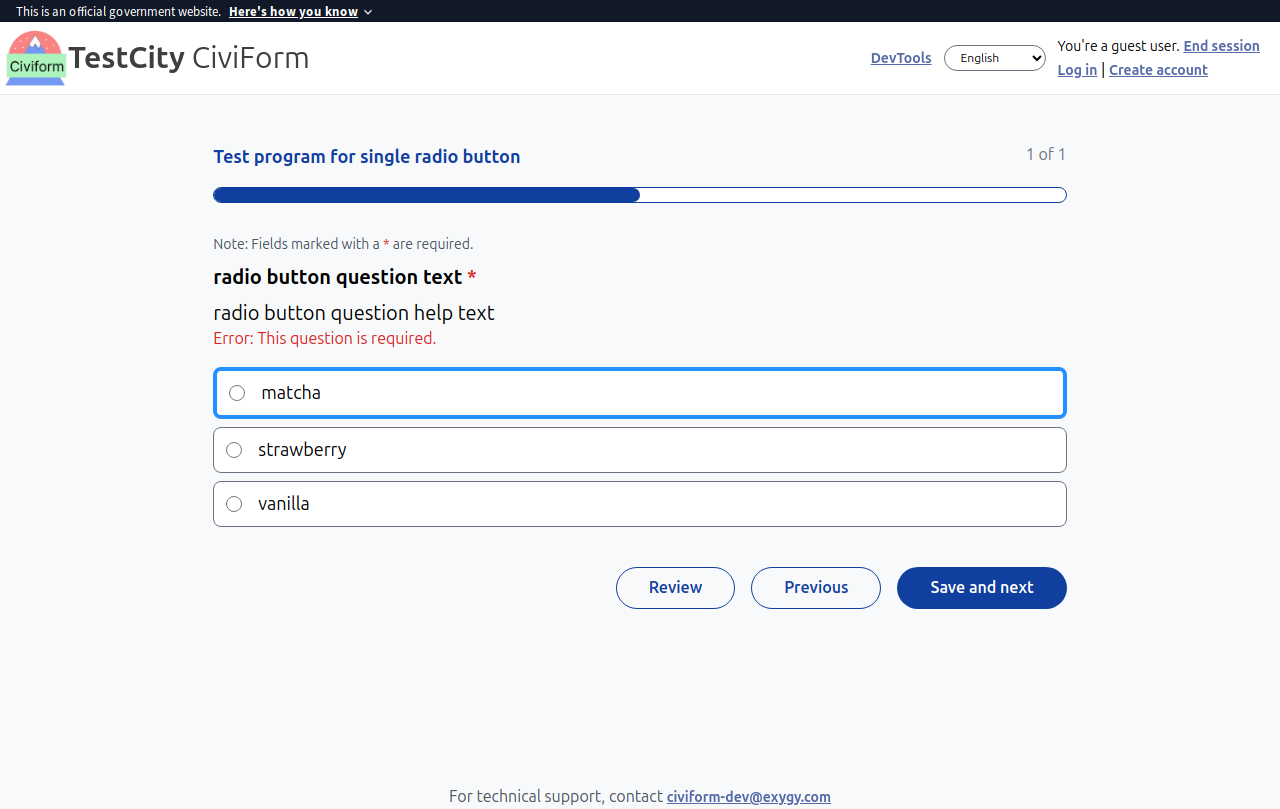 This is an official government website. Here's how you know
Civiform TestCity CiviForm
DevTools English You're a guest user. End session
Log in | Create account
Test program for single radio button 1 of 1
Note: Fields marked with a * are required.
radio button question text *
radio button question help text
Error: This question is required.
matcha
strawberry
vanilla
Review Previous Save and next
For technical support, contact civiform-dev@exygy.com